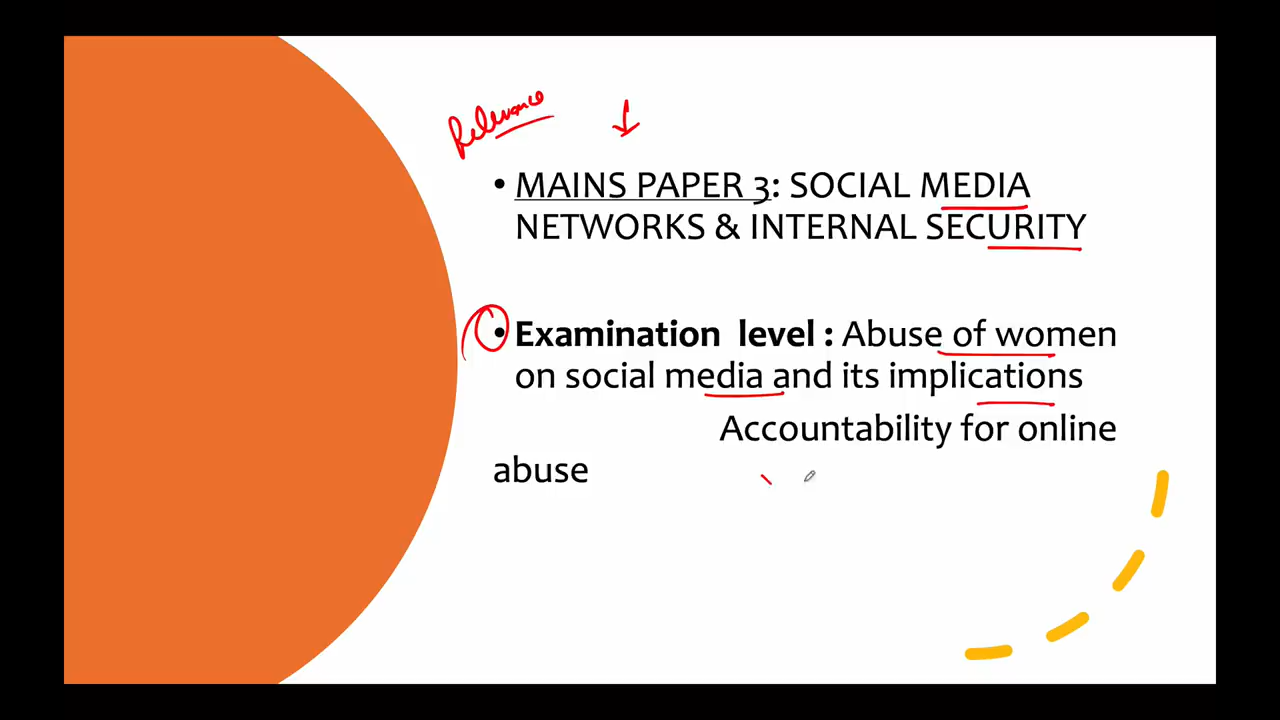 Relevance
• MAINS PAPER 3: SOCIAL MEDIA
NETWORKS & INTERNAL SECURITY
• Examination level : Abuse of women
on social media and its implications
Accountability for online
abuse